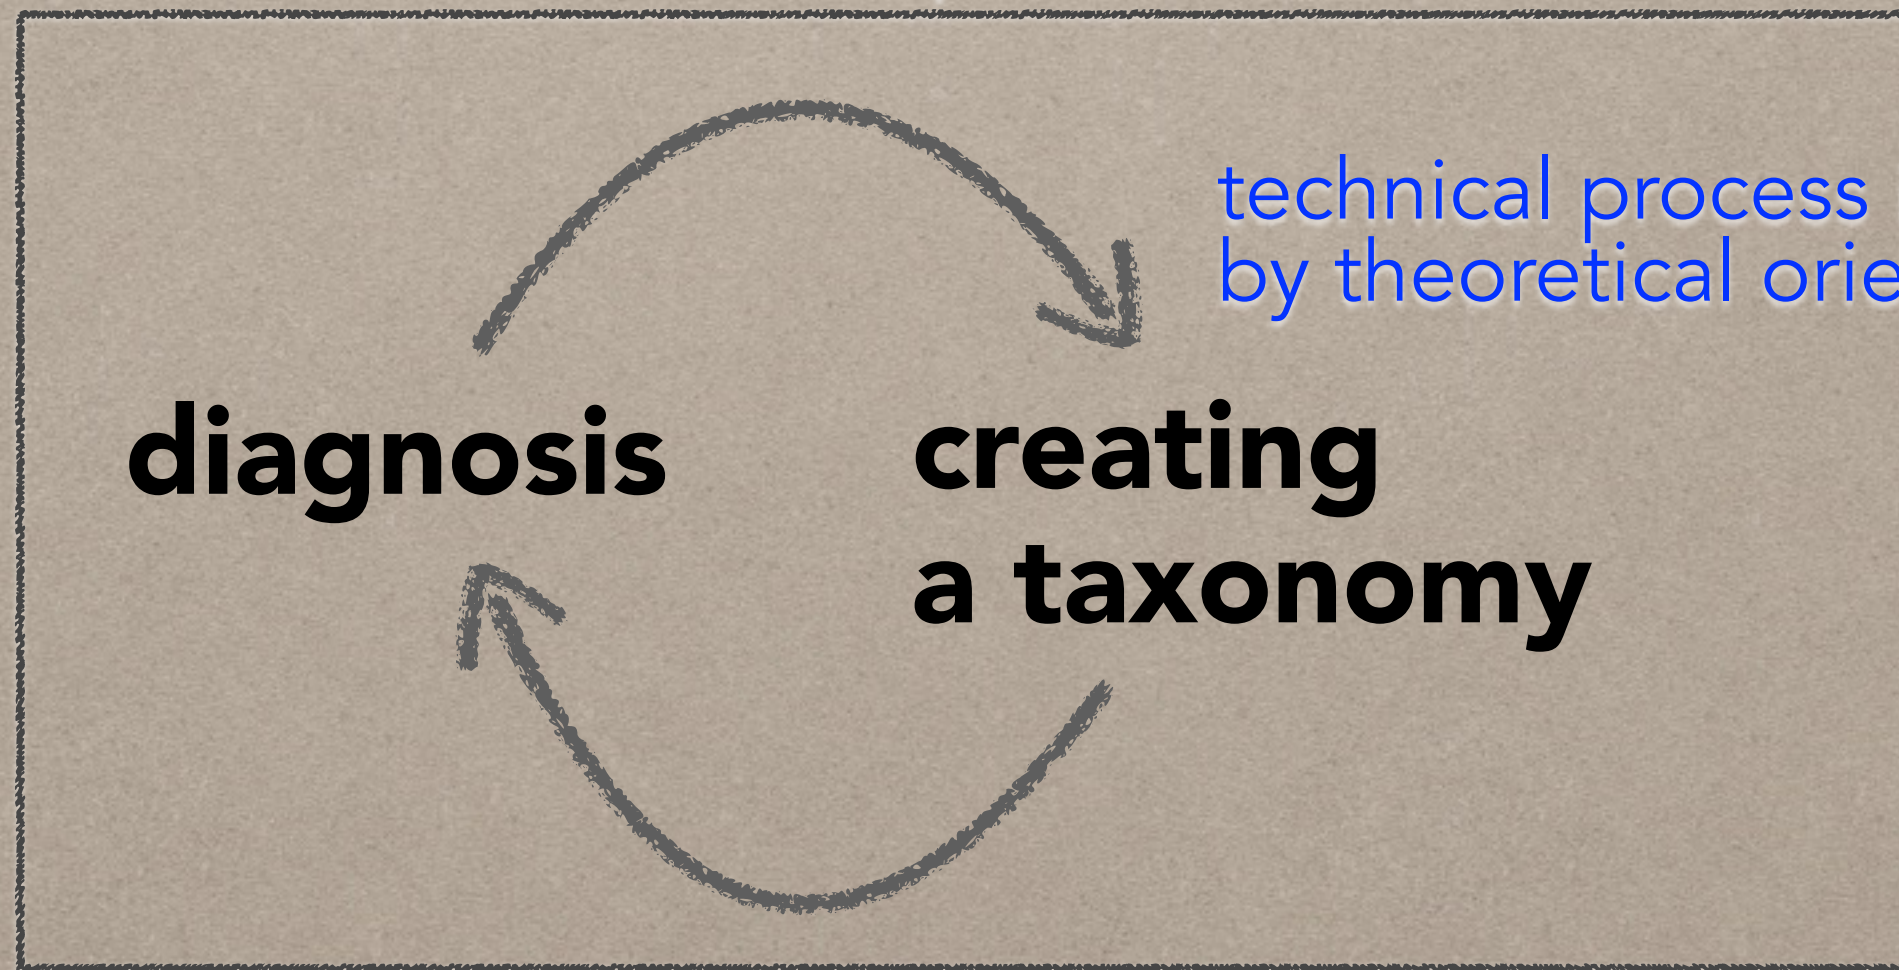 technical process
by theoretical
diagnosis
creating
a taxonomy